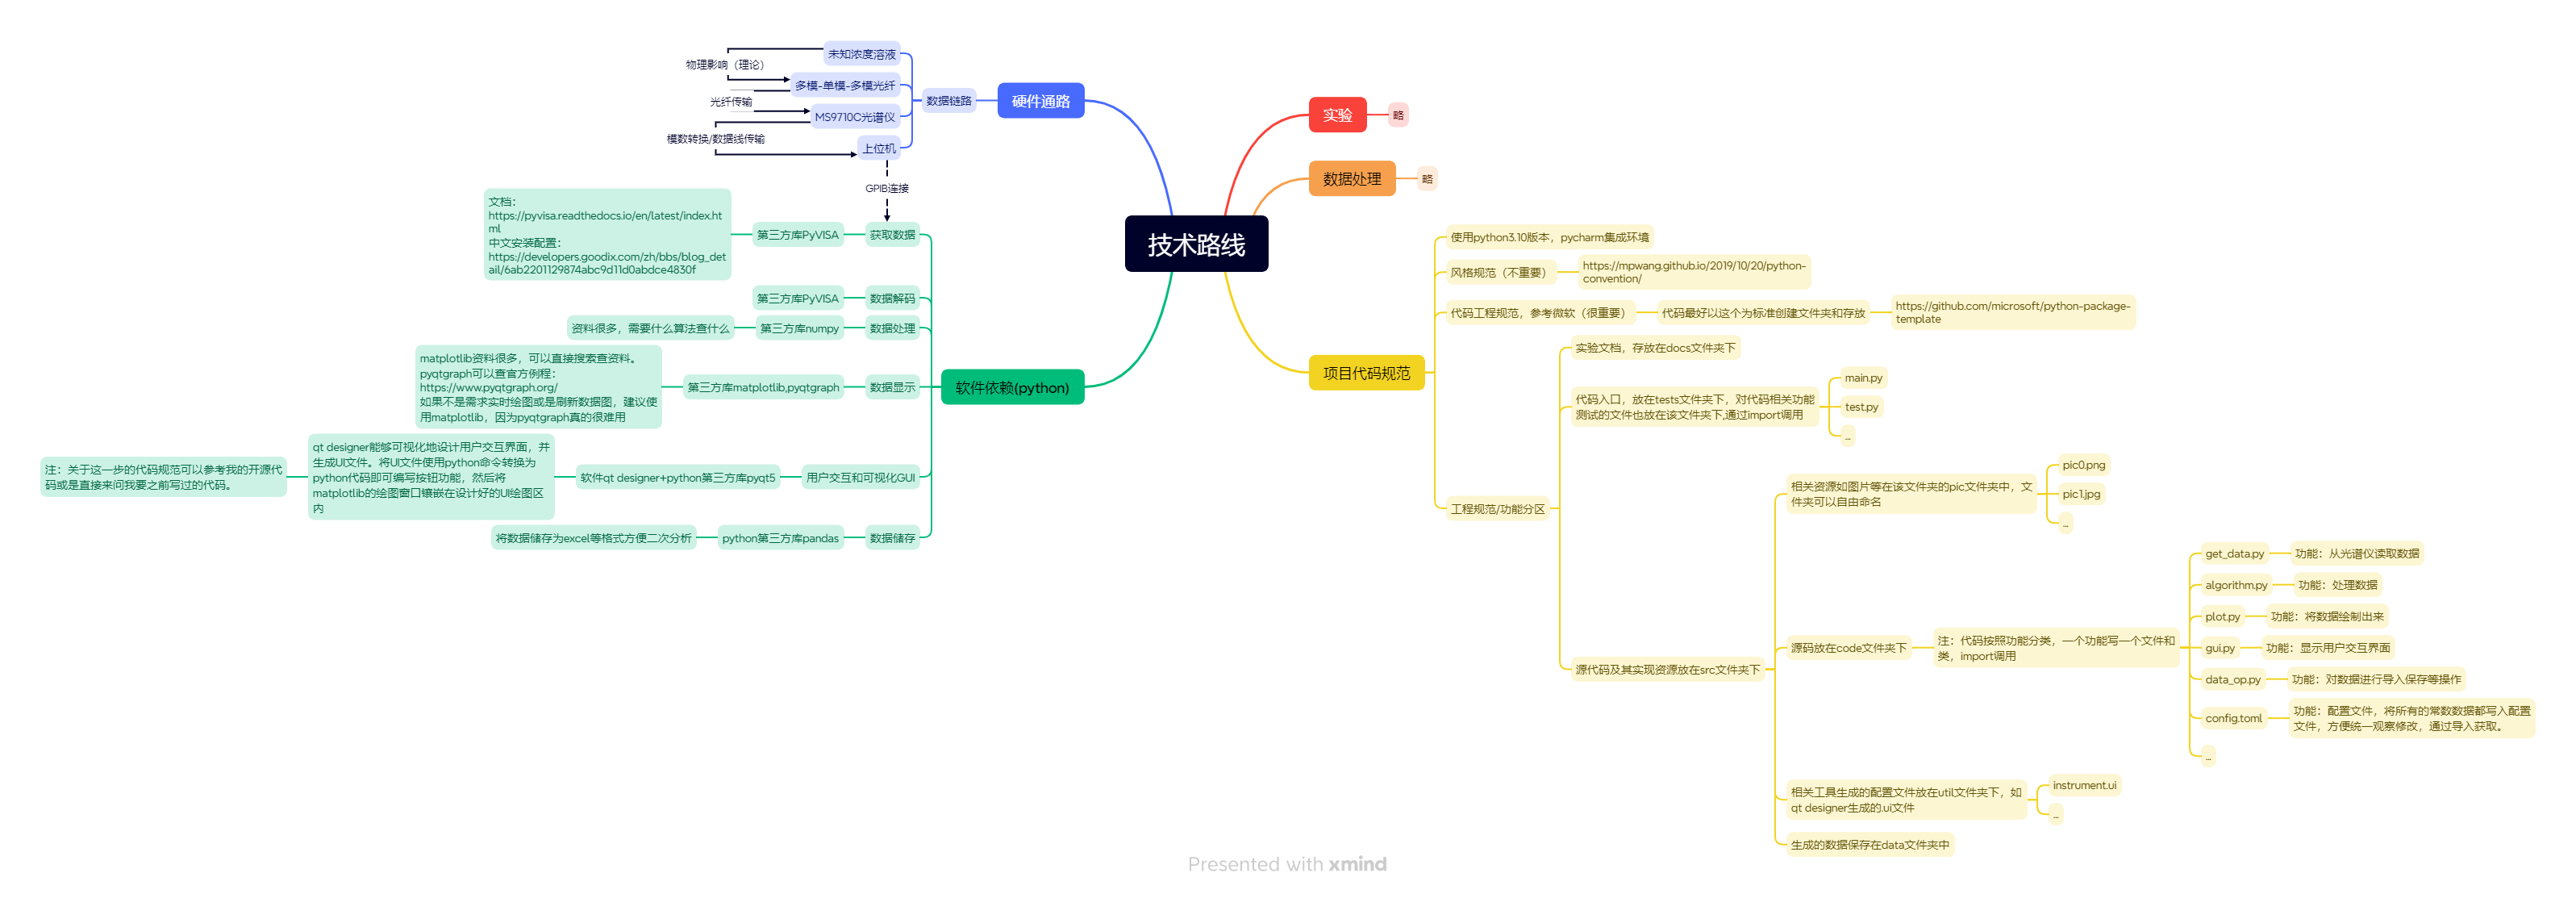 技术路线
硬件通路
数据链路
未知浓度溶液
物理影响（理论）
多模-单模-多模光纤
光纤传输
MS9710C光谱仪
模数转换/数据线传输
上位机
GPIB连接
软件依赖(python)
获取数据
第三方库PyVISA
文档：
https://pyvisa.readthedocs.io/en/latest/index.ht
ml
中文安装配置：
https://developers.goodix.com/zh/bbs/blog_det
ail/6ab2201129874abc9d11d0abdce4830f
数据解码
第三方库PyVISA
数据处理
第三方库numpy
资料很多，需要什么算法查什么
数据显示
第三方库matplotlib,pyqtgraph
matplotlib资料很多，可以直接搜索查资料。
pyqtgraph可以查官方例程：
https://www.pyqtgraph.org/
如果不是需求实时绘图或是刷新数据图，建议使
用matplotlib，因为pyqtgraph真的很难用
用户交互和可视化GUI
软件qt designer+python第三方库pyqt5
qt designer能够可视化地设计用户交互界面，并
生成UI文件。将UI文件使用python命令转换为
python代码即可编写按钮功能，然后将
matplotlib的绘图窗口镶嵌在设计好的UI绘图区
内
注：关于这一步的代码规范可以参考我的开源代
码或是直接来问我要之前写过的代码。
数据储存
python第三方库pandas
将数据储存为excel等格式方便二次分析
实验
略
数据处理
略
项目代码规范
使用python3.10版本，pycharm集成环境
风格规范（不重要）
https://mpwang.github.io/2019/10/20/python-
convention/
代码工程规范，参考微软（很重要）
代码最好以这个为标准创建文件夹和存放
https://github.com/microsoft/python-package-
template
工程规范/功能分区
实验文档，存放在docs文件夹下
代码入口，放在tests文件夹下，对代码相关功能
测试的文件也放在该文件夹下,通过import调用
main.py
test.py
...
源代码及其实现资源放在src文件夹下
相关资源如图片等在该文件夹的pic文件夹中，文
件夹可以自由命名
pic0.png
pic1.jpg
...
源码放在code文件夹下
注：代码按照功能分类，一个功能写一个文件和
类，import调用
get_data.py
功能：从光谱仪读取数据
algorithm.py
功能：处理数据
plot.py
功能：将数据绘制出来
gui.py
功能：显示用户交互界面
data_op.py
功能：对数据进行导入保存等操作
config.toml
功能：配置文件，将所有的常数数据都写入配置
文件，方便统一观察修改，通过导入获取。
...
相关工具生成的配置文件放在util文件夹下，如
qt designer生成的.ui文件
instrument.ui
...
生成的数据保存在data文件夹中
Presented with xmind